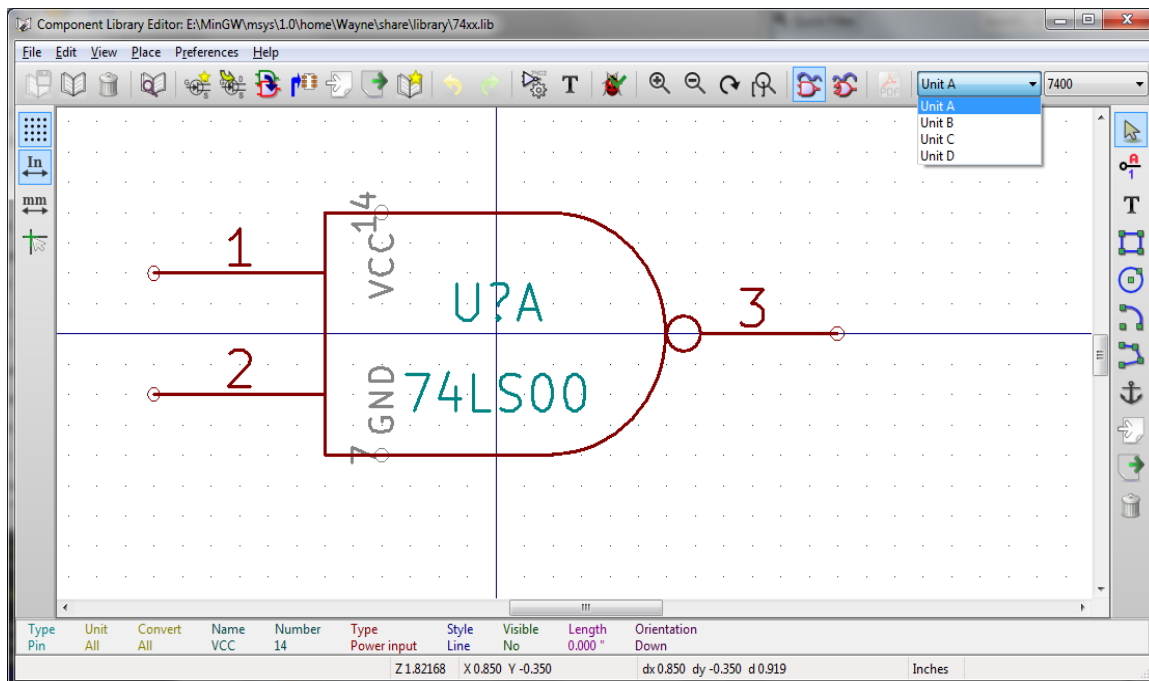 Component Library Editor: E:\MinGW\msys\1.0\home\Wayne\share\library\74xx.lib
File Edit View Place Preferences Help
T
PDF
Unit A
7400
Unit A
Unit B
Unit C
Unit D
In
mm
A
1
T
14
VCC
1
U?A
3
2
GND
74LS00
7
Type Unit Convert Name Number Type Style Visible Length Orientation
Pin All All VCC 14 Power input Line No 0.000 " Down
Z 1.82168 X 0.850 Y -0.350 dx 0.850 dy -0.350 d 0.919 Inches